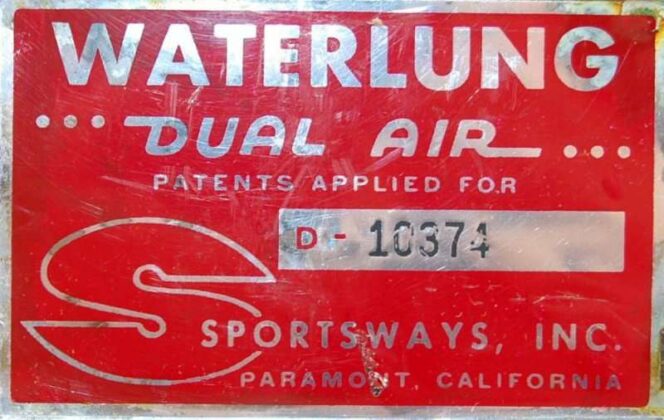 WATERLUNG
... DUAL AIR ...
PATENTS APPLIED FOR
D - 10374
S
SPORTSWAYS, INC.
PARAMONT, CALIFORNIA